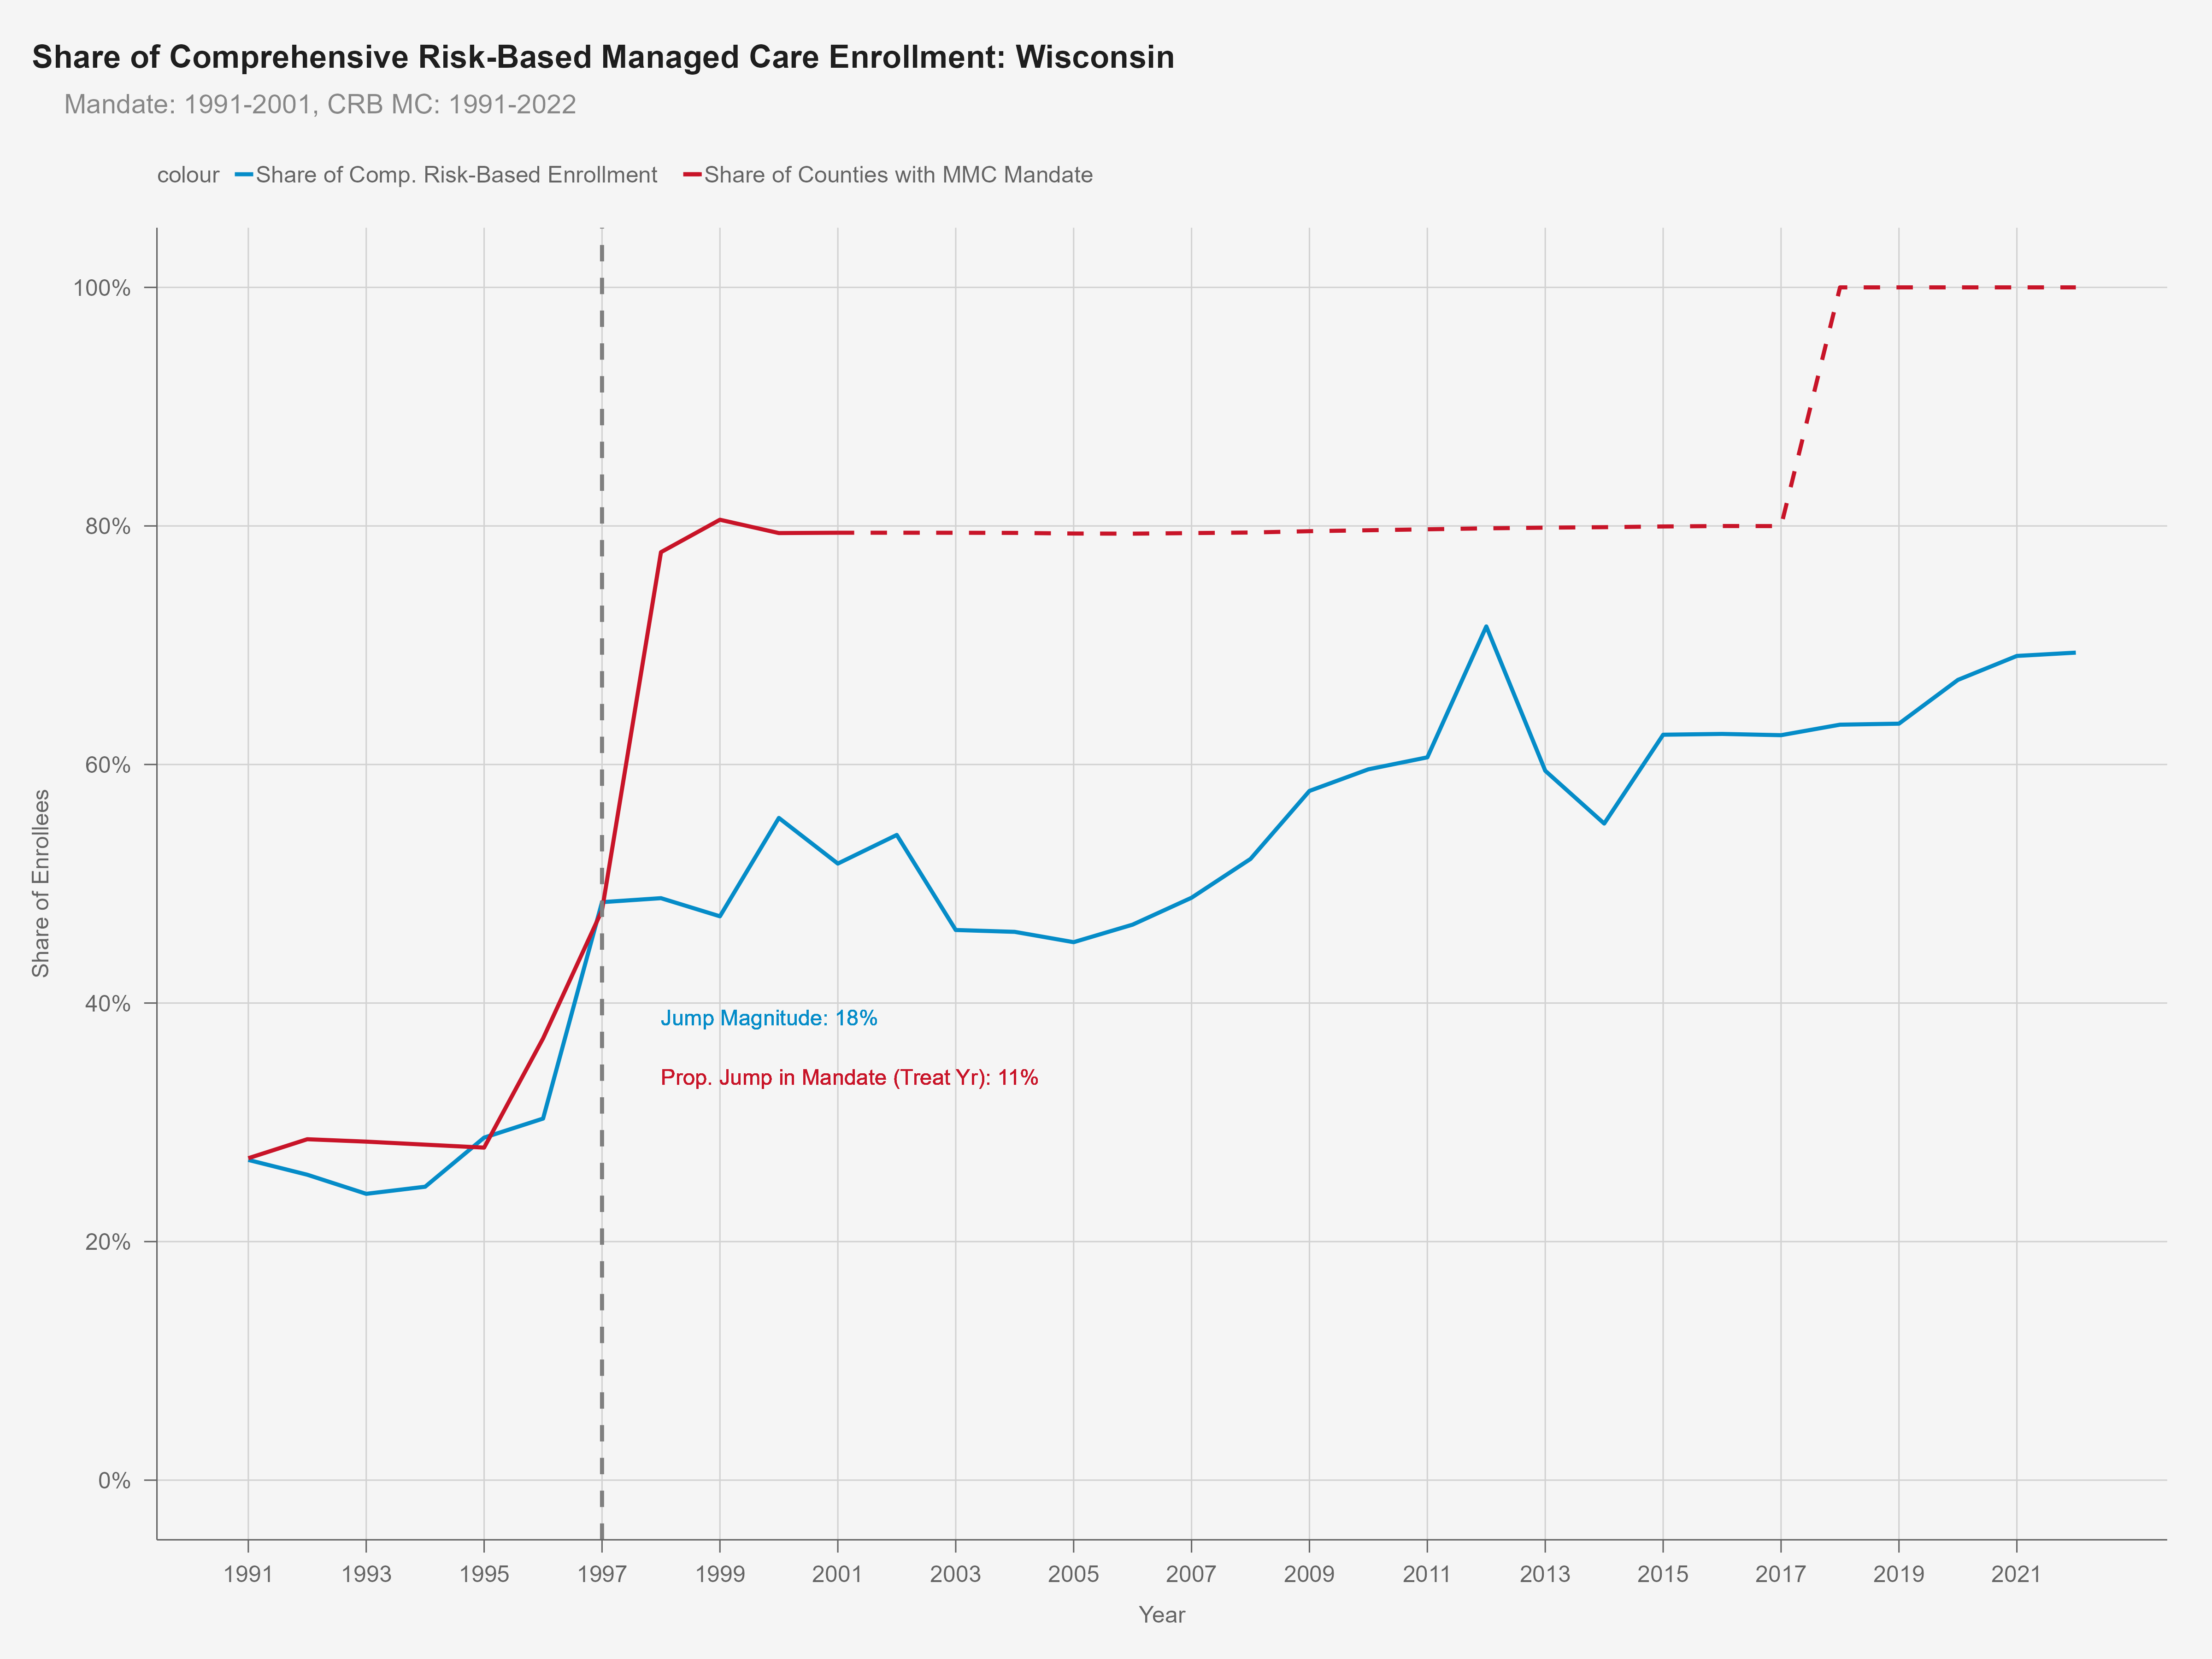 Share of Comprehensive Risk-Based Managed Care Enrollment: Wisconsin
Mandate: 1991-2001, CRB MC: 1991-2022
colour Share of Comp. Risk-Based Enrollment Share of Counties with MMC Mandate
100%
80%
60%
40%
20%
0%
Share of Enrollees
Jump Magnitude: 18%
Prop. Jump in Mandate (Treat Yr): 11%
1991 1993 1995 1997 1999 2001 2003 2005 2007 2009 2011 2013 2015 2017 2019 2021
Year